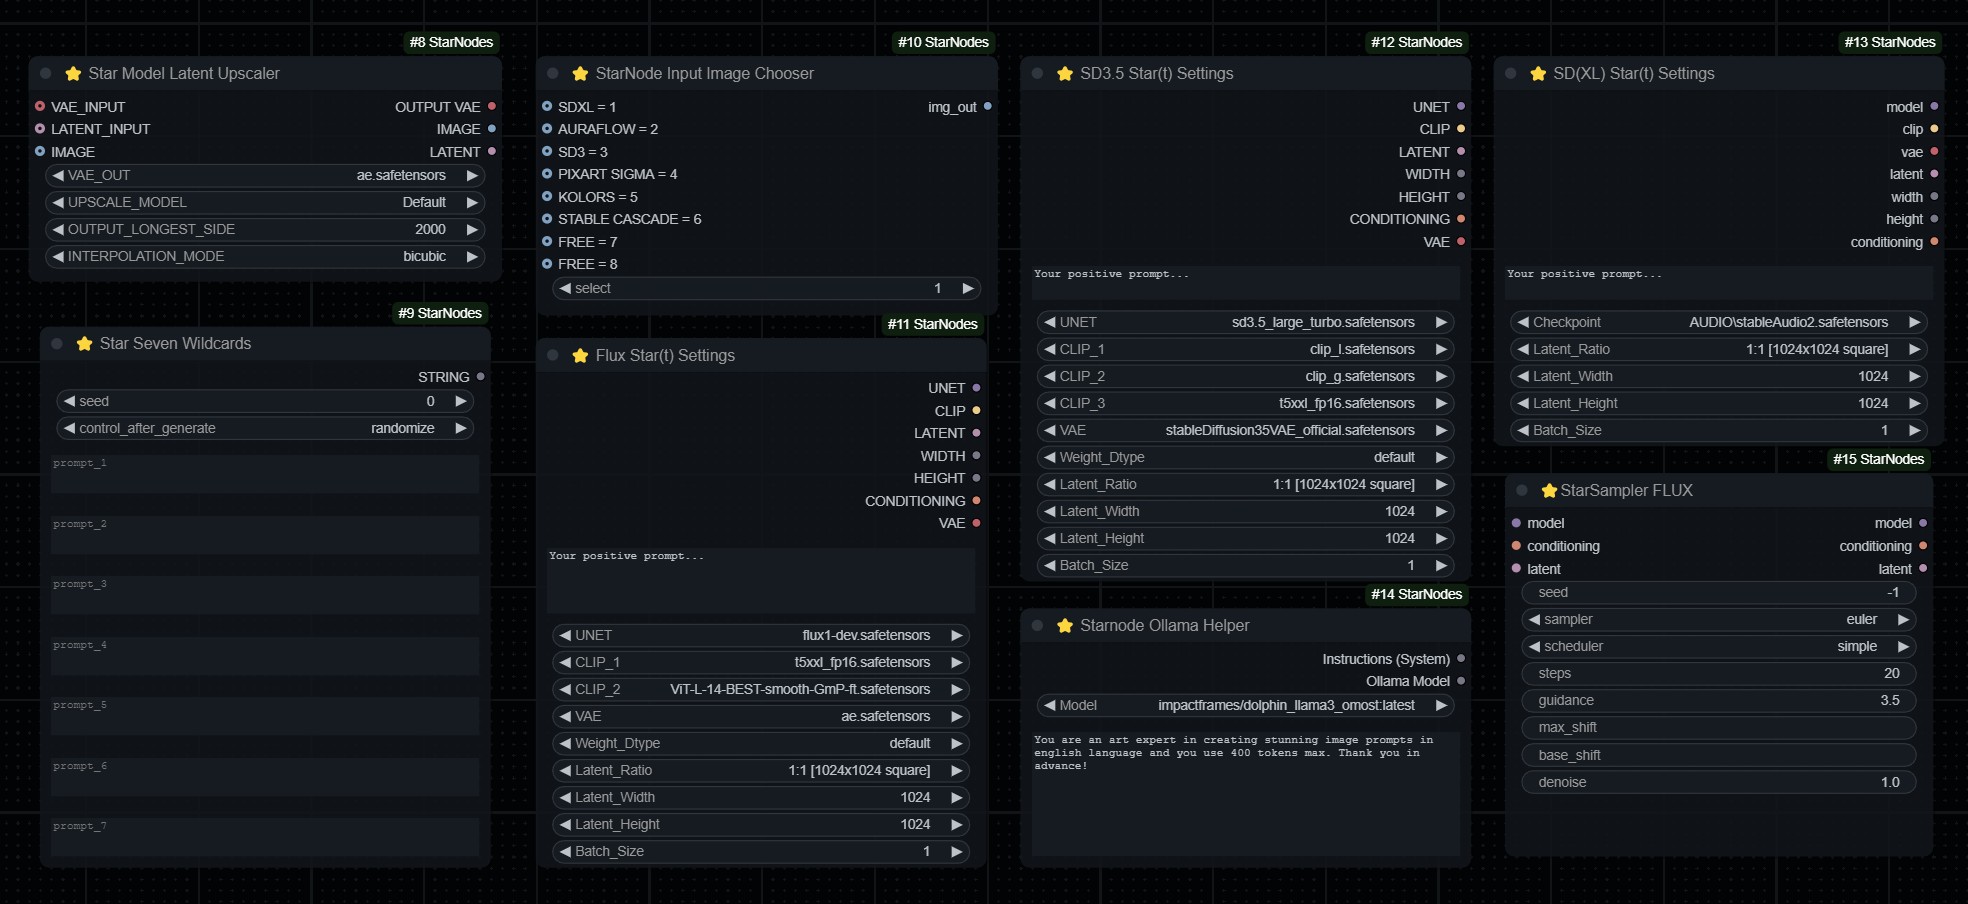 #8 StarNodes
Star Model Latent Upscaler
VAE_INPUT OUTPUT VAE
LATENT_INPUT IMAGE
IMAGE LATENT
VAE_OUT ae.safetensors
UPSCALE_MODEL Default
OUTPUT_LONGEST_SIDE 2000
INTERPOLATION_MODE bicubic
#9 StarNodes
Star Seven Wildcards
STRING
seed 0
control_after_generate randomize
prompt_1
prompt_2
prompt_3
prompt_4
prompt_5
prompt_6
prompt_7
#10 StarNodes
StarNode Input Image Chooser
SDXL = 1 img_out
AURAFLOW = 2
SD3 = 3
PIXART SIGMA = 4
KOLORS = 5
STABLE CASCADE = 6
FREE = 7
FREE = 8
select 1
#11 StarNodes
Flux Star(t) Settings
UNET
CLIP
LATENT
WIDTH
HEIGHT
CONDITIONING
VAE
Your positive prompt...
UNET flux1-dev.safetensors
CLIP_1 t5xxl_fp16.safetensors
CLIP_2 ViT-L-14-BEST-smooth-GmP-ft.safetensors
VAE ae.safetensors
Weight_Dtype default
Latent_Ratio 1:1 [1024x1024 square]
Latent_Width 1024
Latent_Height 1024
Batch_Size 1
#12 StarNodes
SD3.5 Star(t) Settings
UNET
CLIP
LATENT
WIDTH
HEIGHT
CONDITIONING
VAE
Your positive prompt...
UNET sd3.5_large_turbo.safetensors
CLIP_1 clip_l.safetensors
CLIP_2 clip_g.safetensors
CLIP_3 t5xxl_fp16.safetensors
VAE stableDiffusion35VAE_official.safetensors
Weight_Dtype default
Latent_Ratio 1:1 [1024x1024 square]
Latent_Width 1024
Latent_Height 1024
Batch_Size 1
#14 StarNodes
Starnode Ollama Helper
Instructions (System)
Ollama Model
Model impactframes/dolphin_llama3_omost:latest
You are an art expert in creating stunning image prompts in
english language and you use 400 tokens max. Thank you in
advance!
#13 StarNodes
SD(XL) Star(t) Settings
model
clip
vae
latent
width
height
conditioning
Your positive prompt...
Checkpoint AUDIO\stableAudio2.safetensors
Latent_Ratio 1:1 [1024x1024 square]
Latent_Width 1024
Latent_Height 1024
Batch_Size 1
#15 StarNodes
StarSampler FLUX
model model
conditioning conditioning
latent latent
seed -1
sampler euler
scheduler simple
steps 20
guidance 3.5
max_shift
base_shift
denoise 1.0